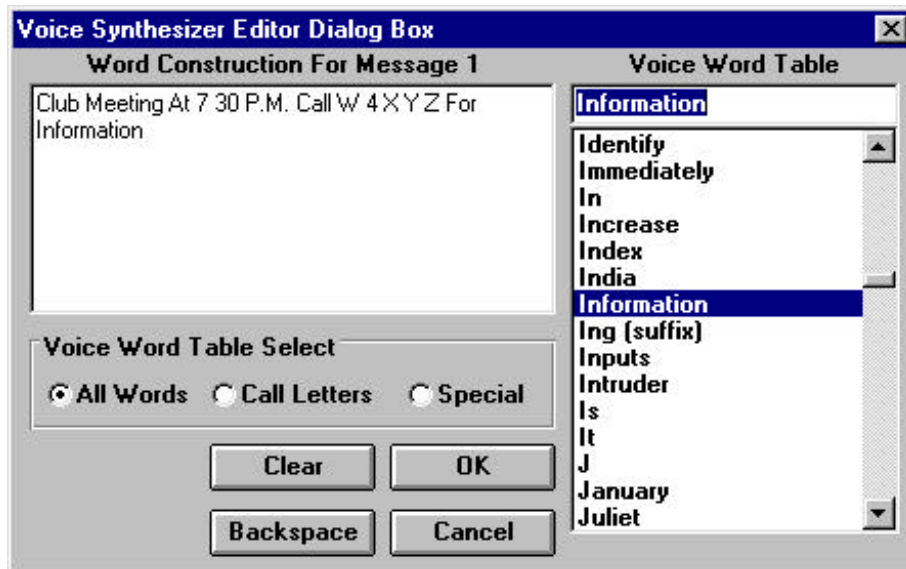 Voice Synthesizer Editor Dialog Box
Word Construction For Message 1
Club Meeting At 7 30 P.M. Call W 4 X Y Z For
Information
Voice Word Table Select
All Words
Call Letters
Special
Clear
OK
Backspace
Cancel
Voice Word Table
Information
Identify
Immediately
In
Increase
Index
India
Information
Ing (suffix)
Inputs
Intruder
Is
It
J
January
Juliet